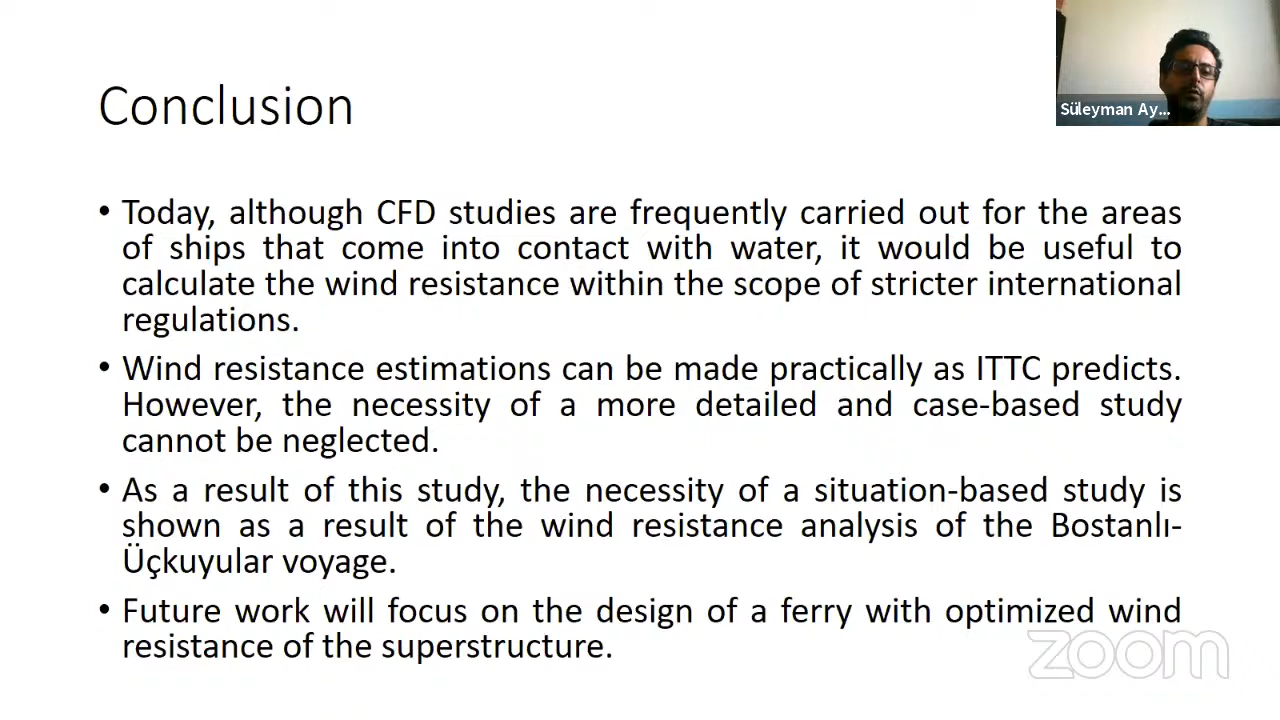 Conclusion
Süleyman Ay...
• Today, although CFD studies are frequently carried out for the areas
of ships that come into contact with water, it would be useful to
calculate the wind resistance within the scope of stricter international
regulations.
• Wind resistance estimations can be made practically as ITTC predicts.
However, the necessity of a more detailed and case-based study
cannot be neglected.
• As a result of this study, the necessity of a situation-based study is
shown as a result of the wind resistance analysis of the Bostanlı-
Üçkuyular voyage.
• Future work will focus on the design of a ferry with optimized wind
resistance of the superstructure.
zoom